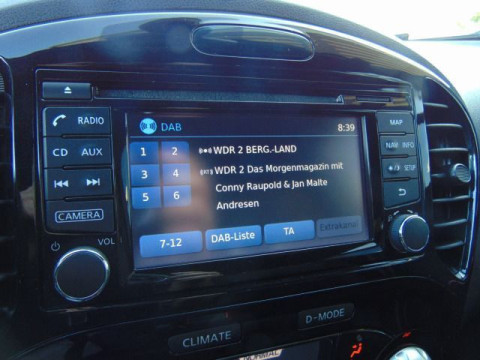 DAB 8:39
1 2 WDR 2 BERG.-LAND
3 4 WDR 2 Das Morgenmagazin mit
Conny Raupold & Jan Malte
5 6 Andresen
7-12 DAB-Liste TA Extrakanal
RADIO
CD AUX
CAMERA
VOL
MAP
NAV INFO
SETUP
CLIMATE D-MODE